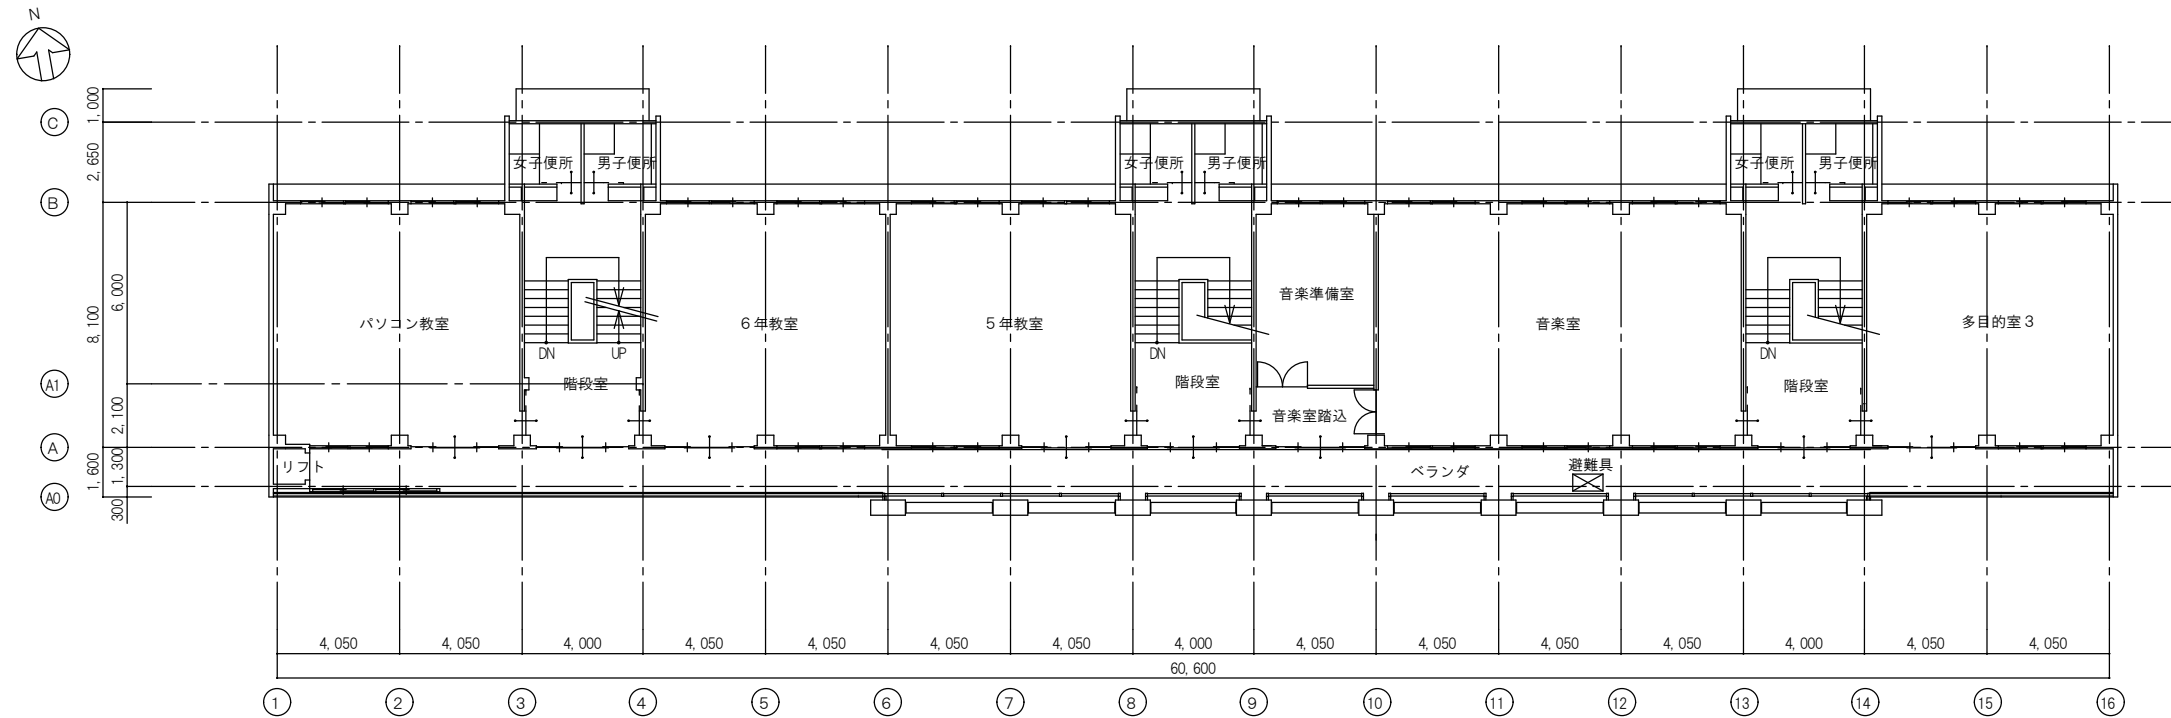 N
1,000
C
2,650
女子便所 男子便所 女子便所 男子便所 女子便所 男子便所
B
6,000
8,100
パソコン教室 6年教室 5年教室 音楽準備室 音楽室 多目的室3
DN UP DN DN
A1
階段室 階段室 階段室
2,100
音楽室踏込
A
1,300
1,600
リフト ベランダ 避難具
A0
300
4,050 4,050 4,000 4,050 4,050 4,050 4,050 4,000 4,050 4,050 4,050 4,050 4,000 4,050 4,050
60,600
1 2 3 4 5 6 7 8 9 10 11 12 13 14 15 16